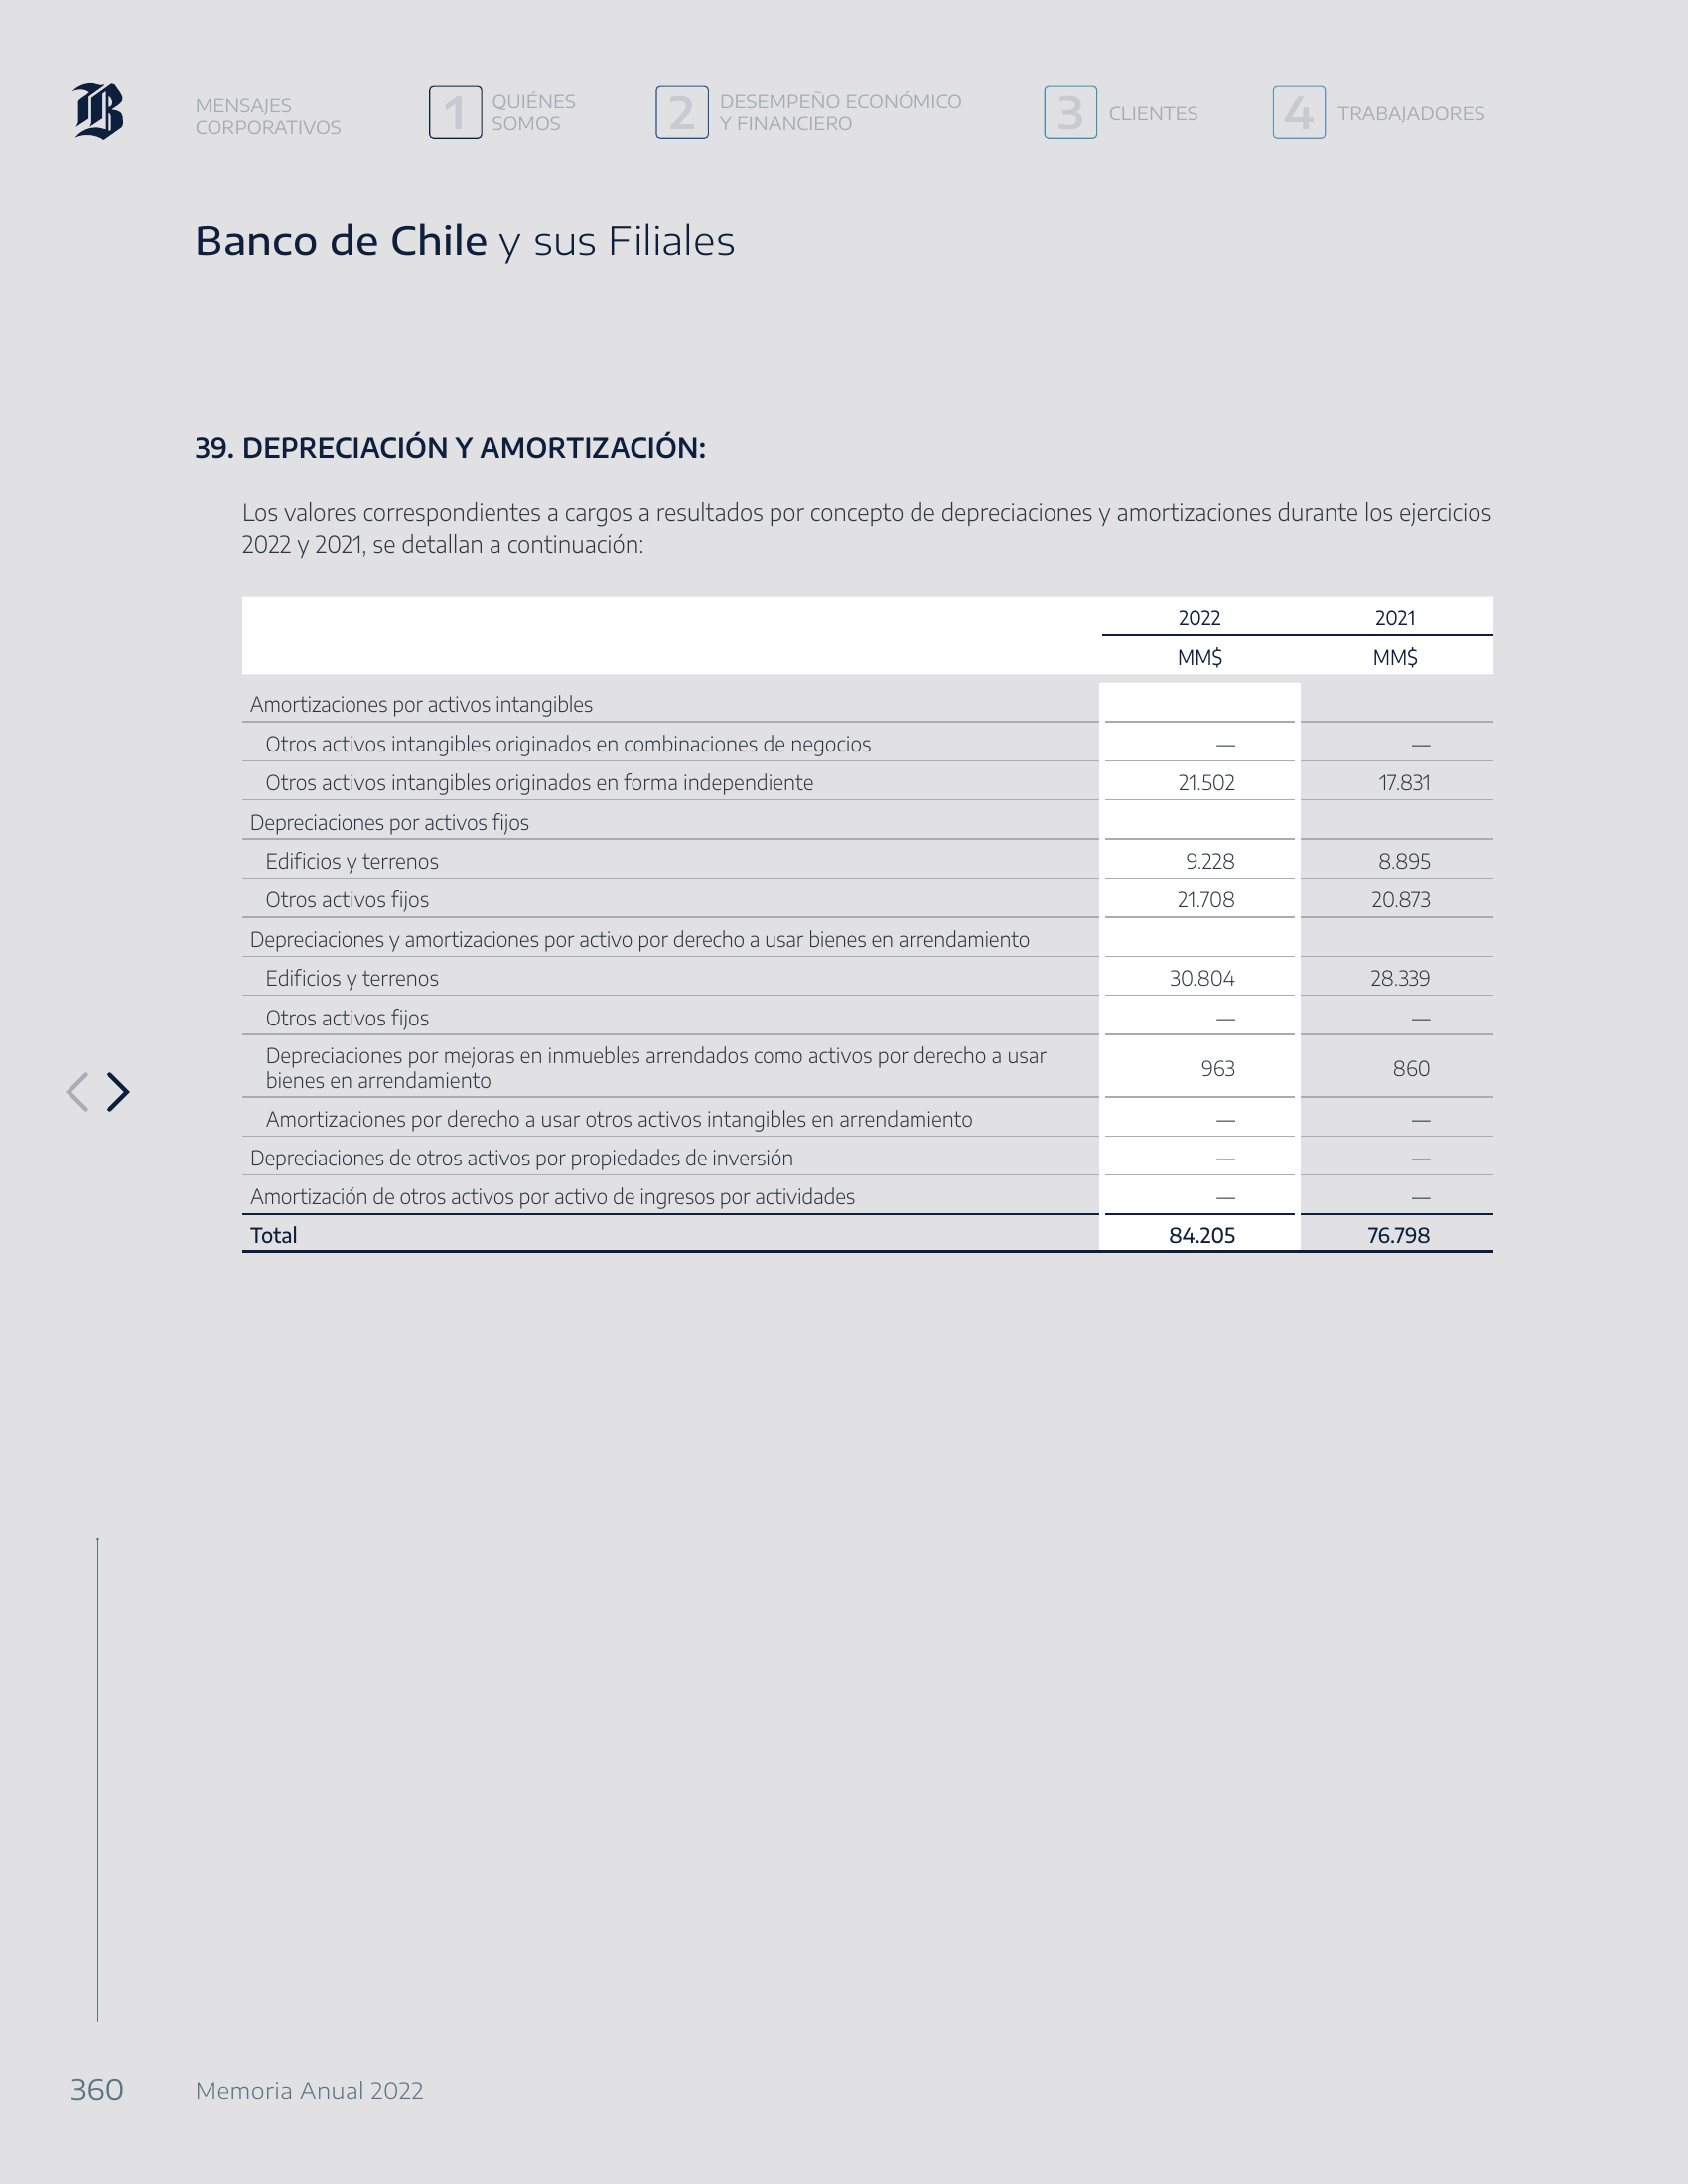 MENSAJES
CORPORATIVOS
1 QUIÉNES
SOMOS
2 DESEMPEÑO ECONÓMICO
Y FINANCIERO
3 CLIENTES
4 TRABAJADORES
Banco de Chile y sus Filiales
39. DEPRECIACIÓN Y AMORTIZACIÓN:
Los valores correspondientes a cargos a resultados por concepto de depreciaciones y amortizaciones durante los ejercicios
2022 y 2021, se detallan a continuación:
2022 2021
MM$ MM$
Amortizaciones por activos intangibles
Otros activos intangibles originados en combinaciones de negocios — —
Otros activos intangibles originados en forma independiente 21.502 17.831
Depreciaciones por activos fijos
Edificios y terrenos 9.228 8.895
Otros activos fijos 21.708 20.873
Depreciaciones y amortizaciones por activo por derecho a usar bienes en arrendamiento
Edificios y terrenos 30.804 28.339
Otros activos fijos — —
Depreciaciones por mejoras en inmuebles arrendados como activos por derecho a usar
bienes en arrendamiento 963 860
Amortizaciones por derecho a usar otros activos intangibles en arrendamiento — —
Depreciaciones de otros activos por propiedades de inversión — —
Amortización de otros activos por activo de ingresos por actividades — —
Total 84.205 76.798
360 Memoria Anual 2022